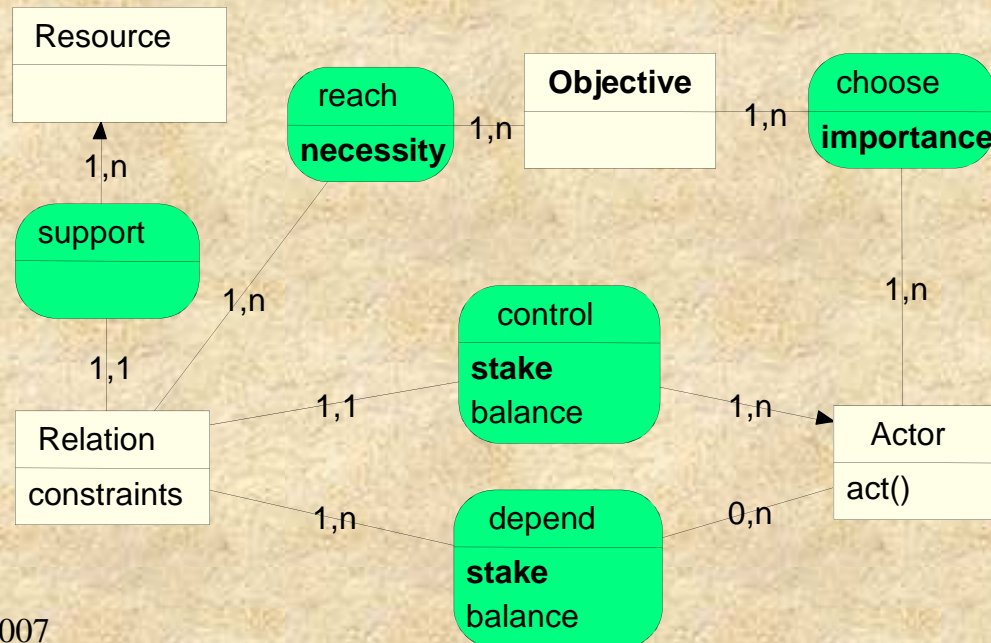 Resource
reach
necessity
1,n
Objective
1,n
choose
importance
1,n
support
1,n
1,n
control
stake
balance
1,1
1,1
1,n
Relation
constraints
Actor
act()
1,n
depend
stake
balance
0,n
007